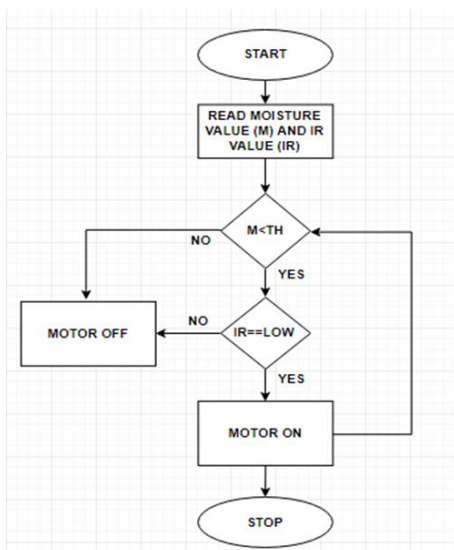 START
READ MOISTURE
VALUE (M) AND IR
VALUE (IR)
M<TH
NO
YES
MOTOR OFF
NO
IR==LOW
YES
MOTOR ON
STOP